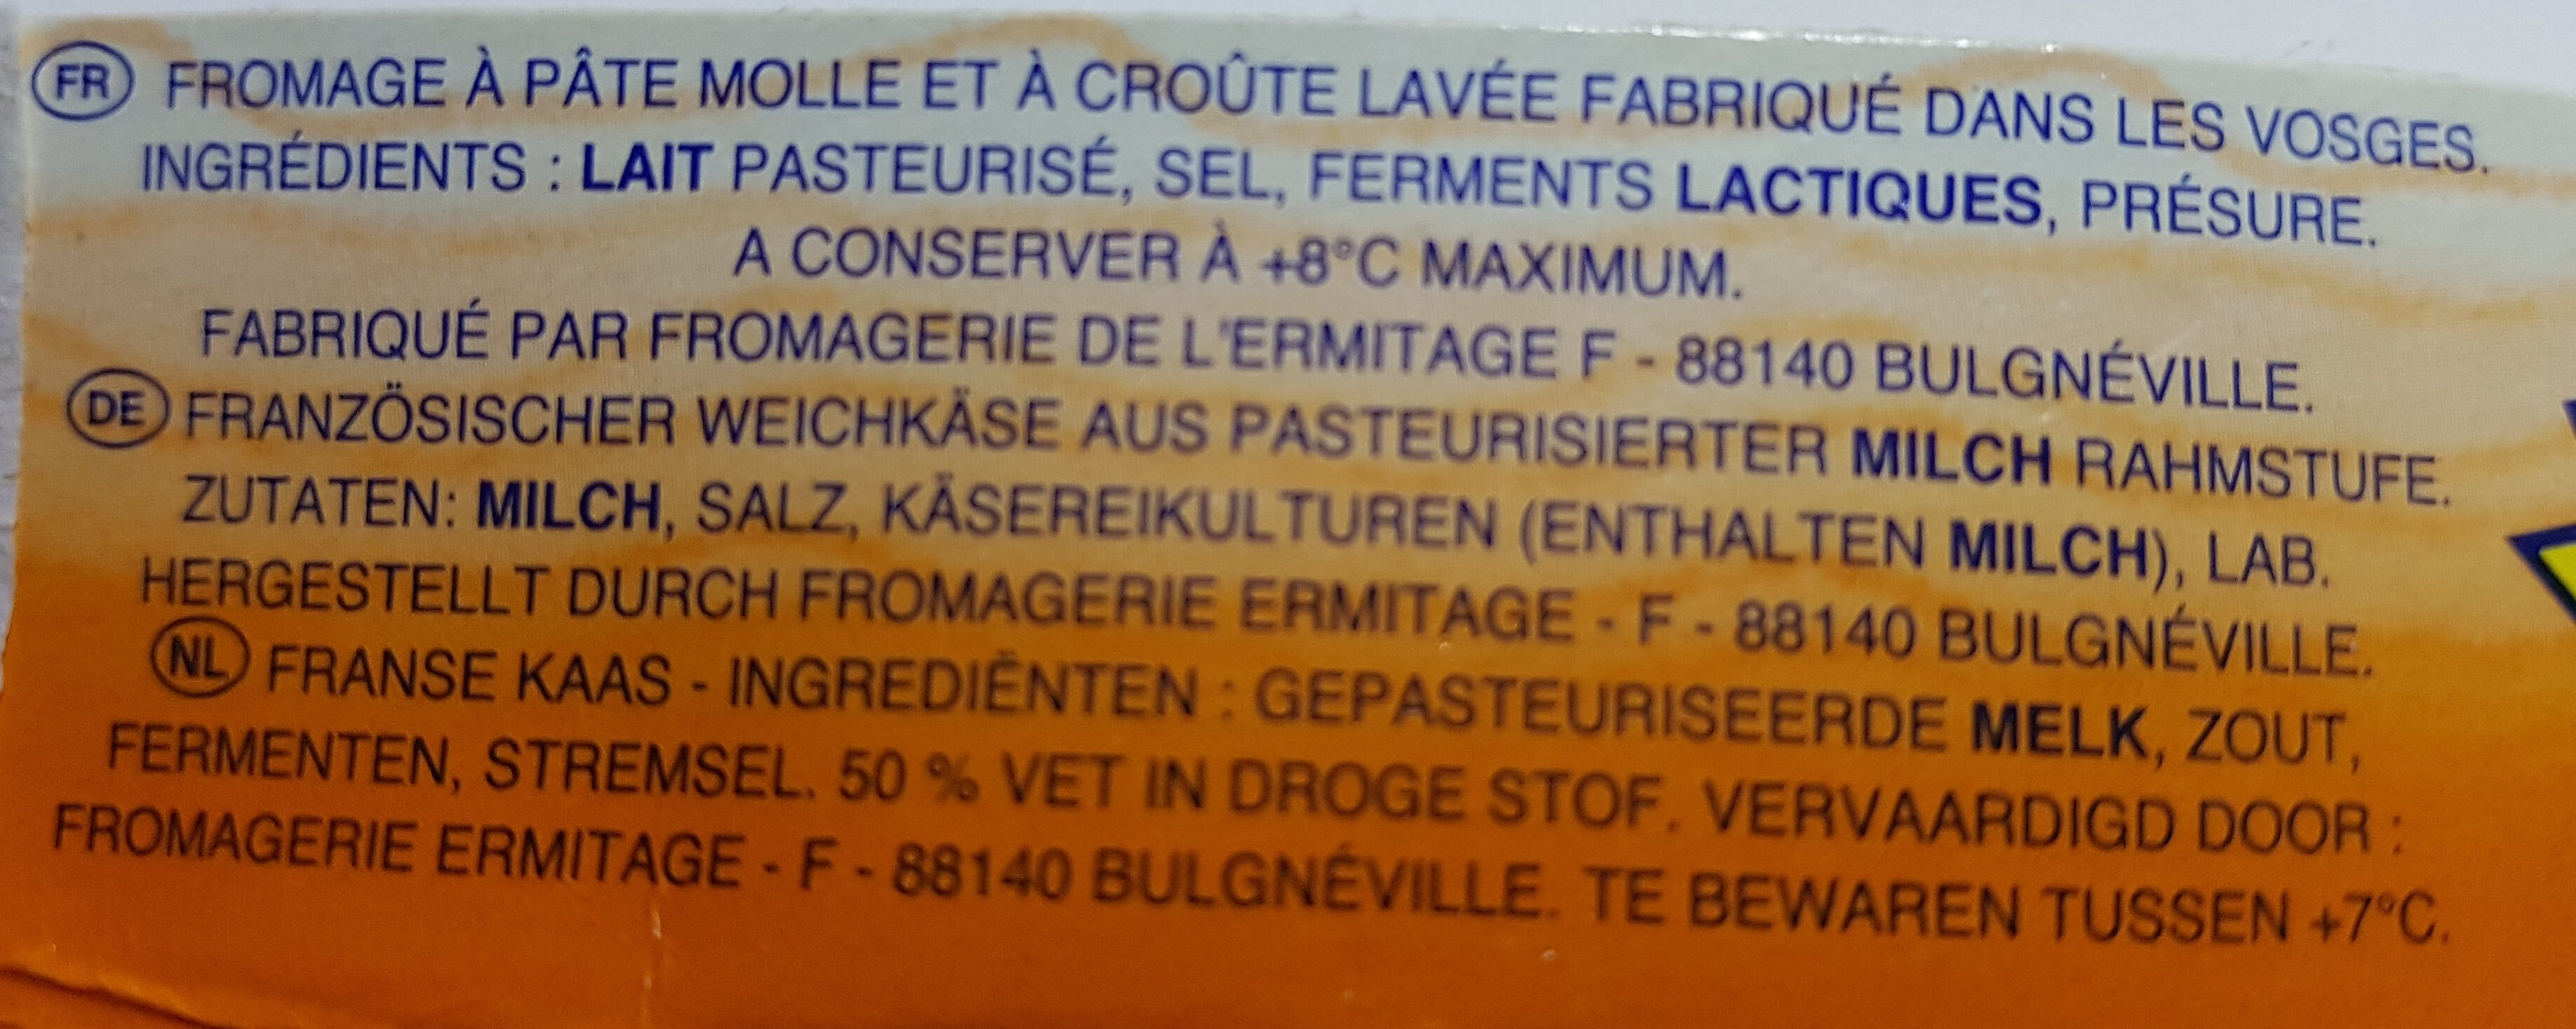 FR FROMAGE À PÂTE MOLLE ET À CROÛTE LAVÉE FABRIQUÉ DANS LES VOSGES.
INGRÉDIENTS : LAIT PASTEURISÉ, SEL, FERMENTS LACTIQUES, PRÉSURE.
A CONSERVER À +8°C MAXIMUM.
FABRIQUÉ PAR FROMAGERIE DE L'ERMITAGE F - 88140 BULGNÉVILLE.
DE FRANZÖSISCHER WEICHKÄSE AUS PASTEURISIERTER MILCH RAHMSTUFE.
ZUTATEN: MILCH, SALZ, KÄSEREIKULTUREN (ENTHALTEN MILCH), LAB.
HERGESTELLT DURCH FROMAGERIE ERMITAGE - F - 88140 BULGNÉVILLE.
NL FRANSE KAAS - INGREDIËNTEN : GEPASTEURISEERDE MELK, ZOUT,
FERMENTEN, STREMSEL. 50 % VET IN DROGE STOF. VERVAARDIGD DOOR :
FROMAGERIE ERMITAGE - F - 88140 BULGNÉVILLE. TE BEWAREN TUSSEN +7°C.